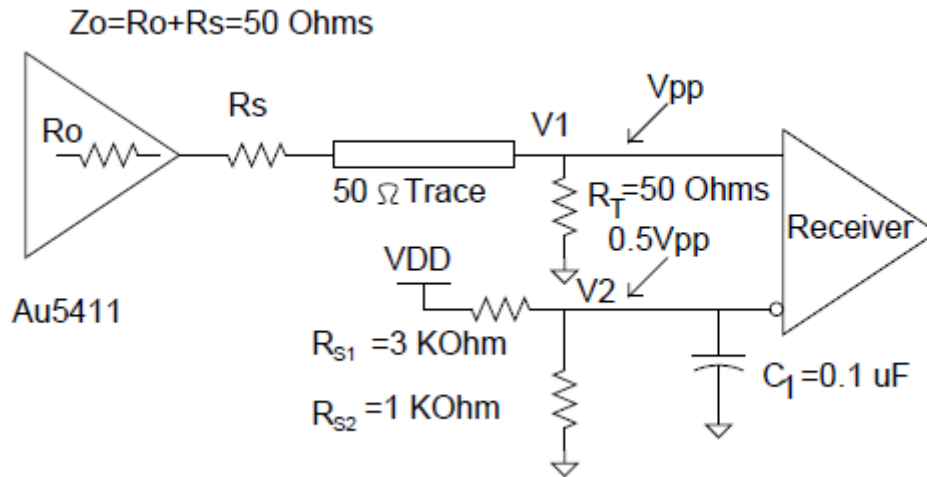 Zo=Ro+Rs=50 Ohms
Ro
Rs
50 Ω Trace
V1
Vpp
RT=50 Ohms
0.5Vpp
Receiver
VDD
V2
Au5411
RS1 =3 KOhm
RS2 =1 KOhm
C1=0.1 uF